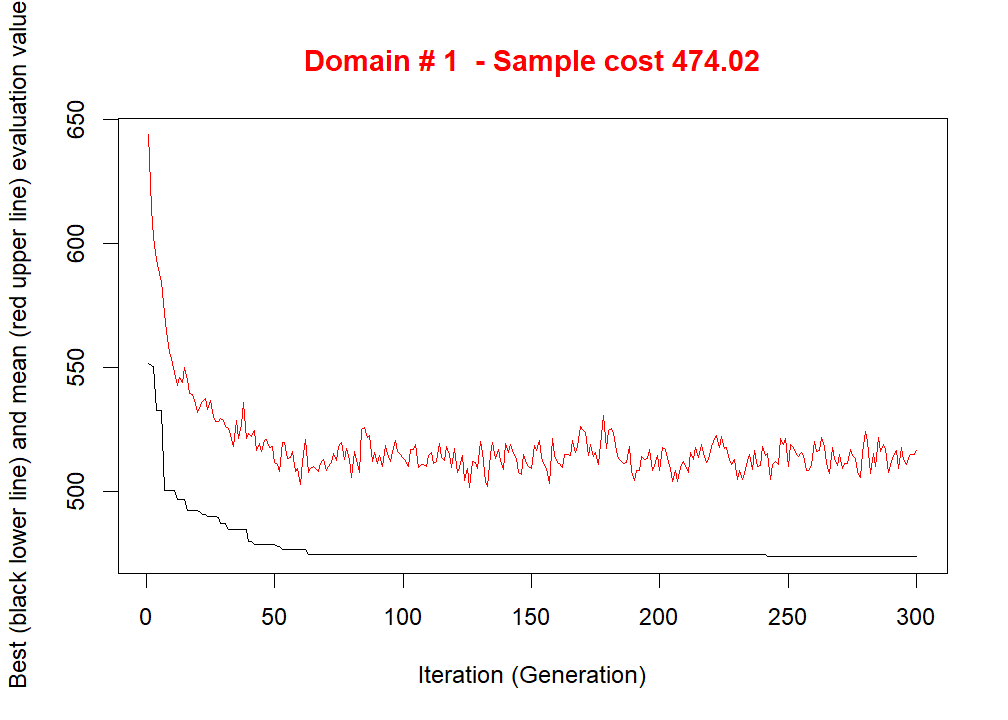 Domain # 1 - Sample cost 474.02
Best (black lower line) and mean (red upper line) evaluation value
650
600
550
500
0 50 100 150 200 250 300
Iteration (Generation)